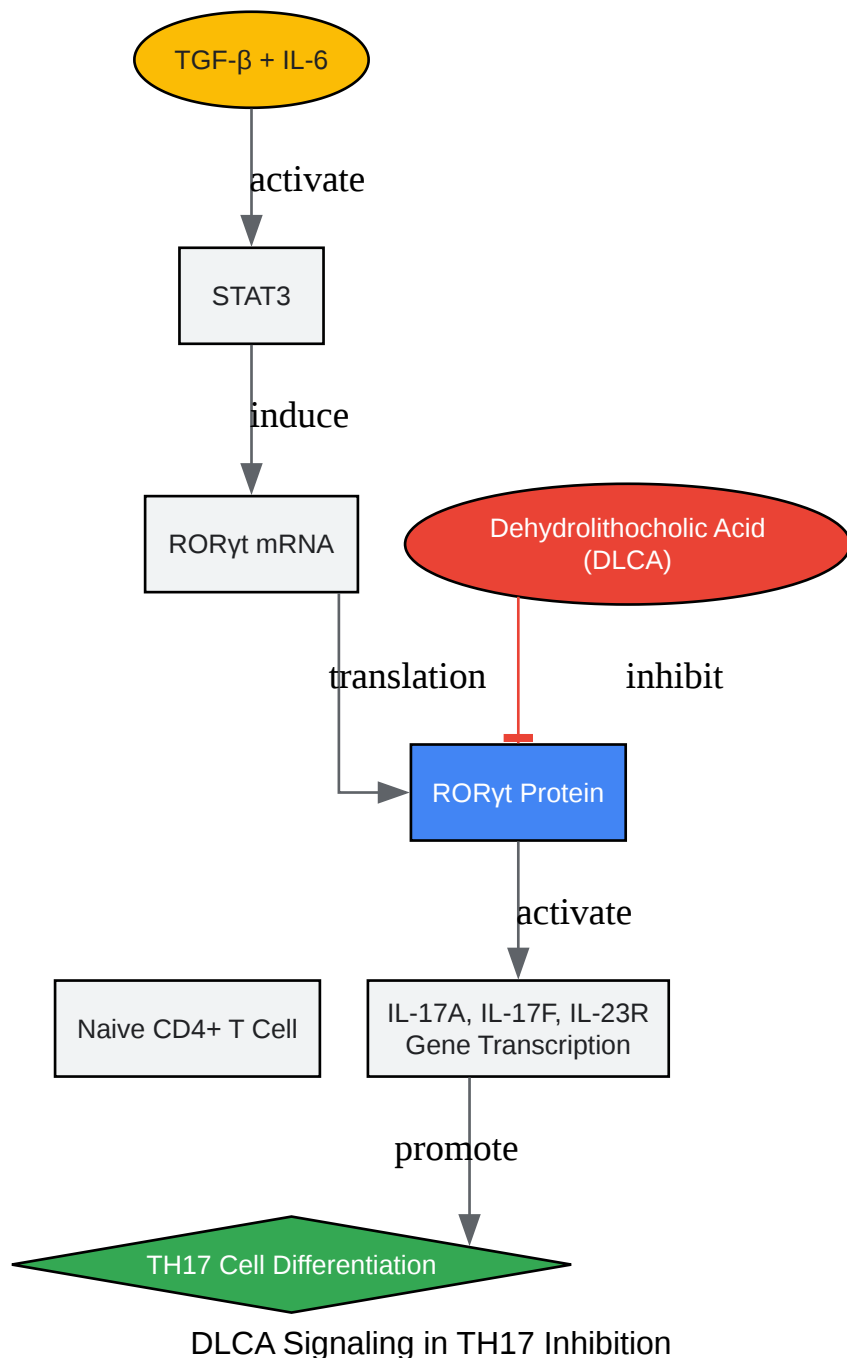 TGF-β + IL-6
activate
STAT3
induce
RORγt mRNA
Dehydrolithocholic Acid
(DLCA)
translation
inhibit
RORγt Protein
activate
Naive CD4+ T Cell
IL-17A, IL-17F, IL-23R
Gene Transcription
promote
TH17 Cell Differentiation
DLCA Signaling in TH17 Inhibition